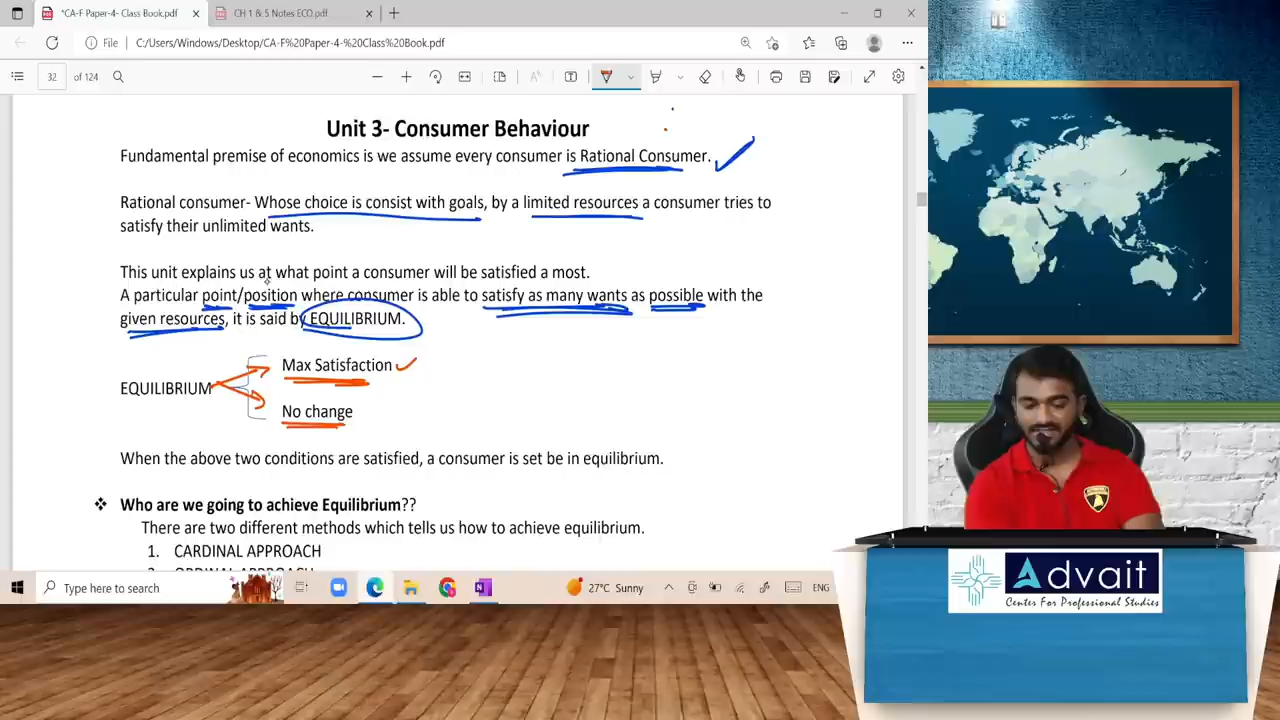 *CA-F Paper-4- Class Book.pdf
CH 1 & 5 Notes ECO.pdf
File
C:/Users/Windows/Desktop/CA-F%20Paper-4-%20Class%20Book.pdf
32 of 124
Unit 3- Consumer Behaviour
Fundamental premise of economics is we assume every consumer is Rational Consumer.
Rational consumer- Whose choice is consist with goals, by a limited resources a consumer tries to
satisfy their unlimited wants.
This unit explains us at what point a consumer will be satisfied a most.
A particular point/position where consumer is able to satisfy as many wants as possible with the
given resources, it is said by EQUILIBRIUM.
Max Satisfaction
EQUILIBRIUM
No change
When the above two conditions are satisfied, a consumer is set be in equilibrium.
❖ Who are we going to achieve Equilibrium??
There are two different methods which tells us how to achieve equilibrium.
1. CARDINAL APPROACH
2. ORDINAL APPROACH
Type here to search
27°C Sunny
ENG
Advait
Center For Professional Studies